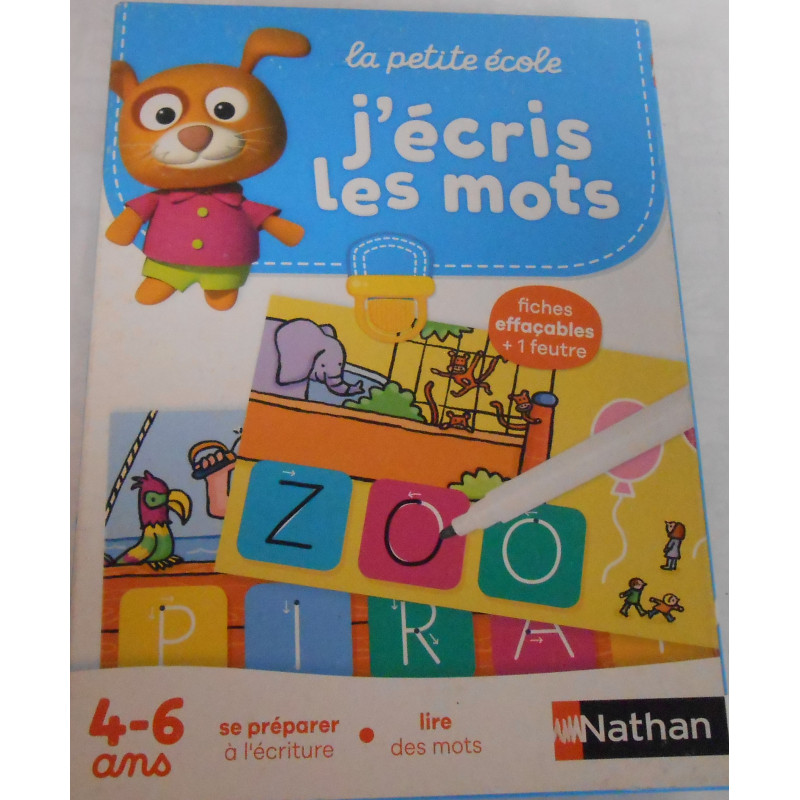 la petite école
j'écris
les mots
fiches
effaçables
+ 1 feutre
ZOO
PIRA
4-6
ans
se préparer
à l'écriture
•
lire
des mots
Nathan